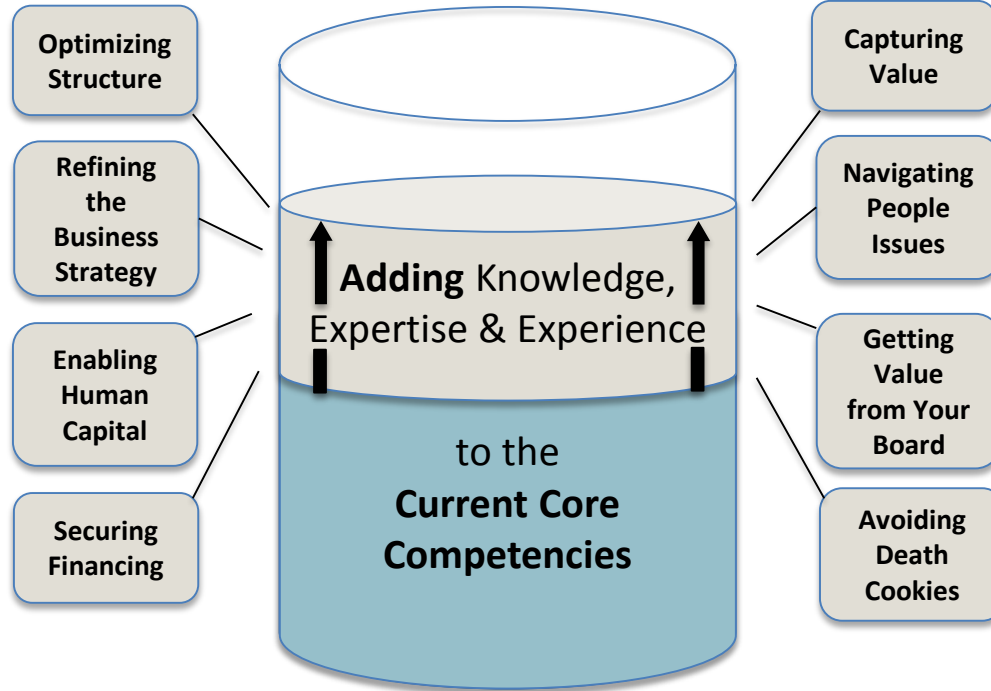 Optimizing
Structure
Refining
the
Business
Strategy
Enabling
Human
Capital
Securing
Financing
Adding Knowledge,
Expertise & Experience
to the
Current Core
Competencies
Capturing
Value
Navigating
People
Issues
Getting
Value
from Your
Board
Avoiding
Death
Cookies